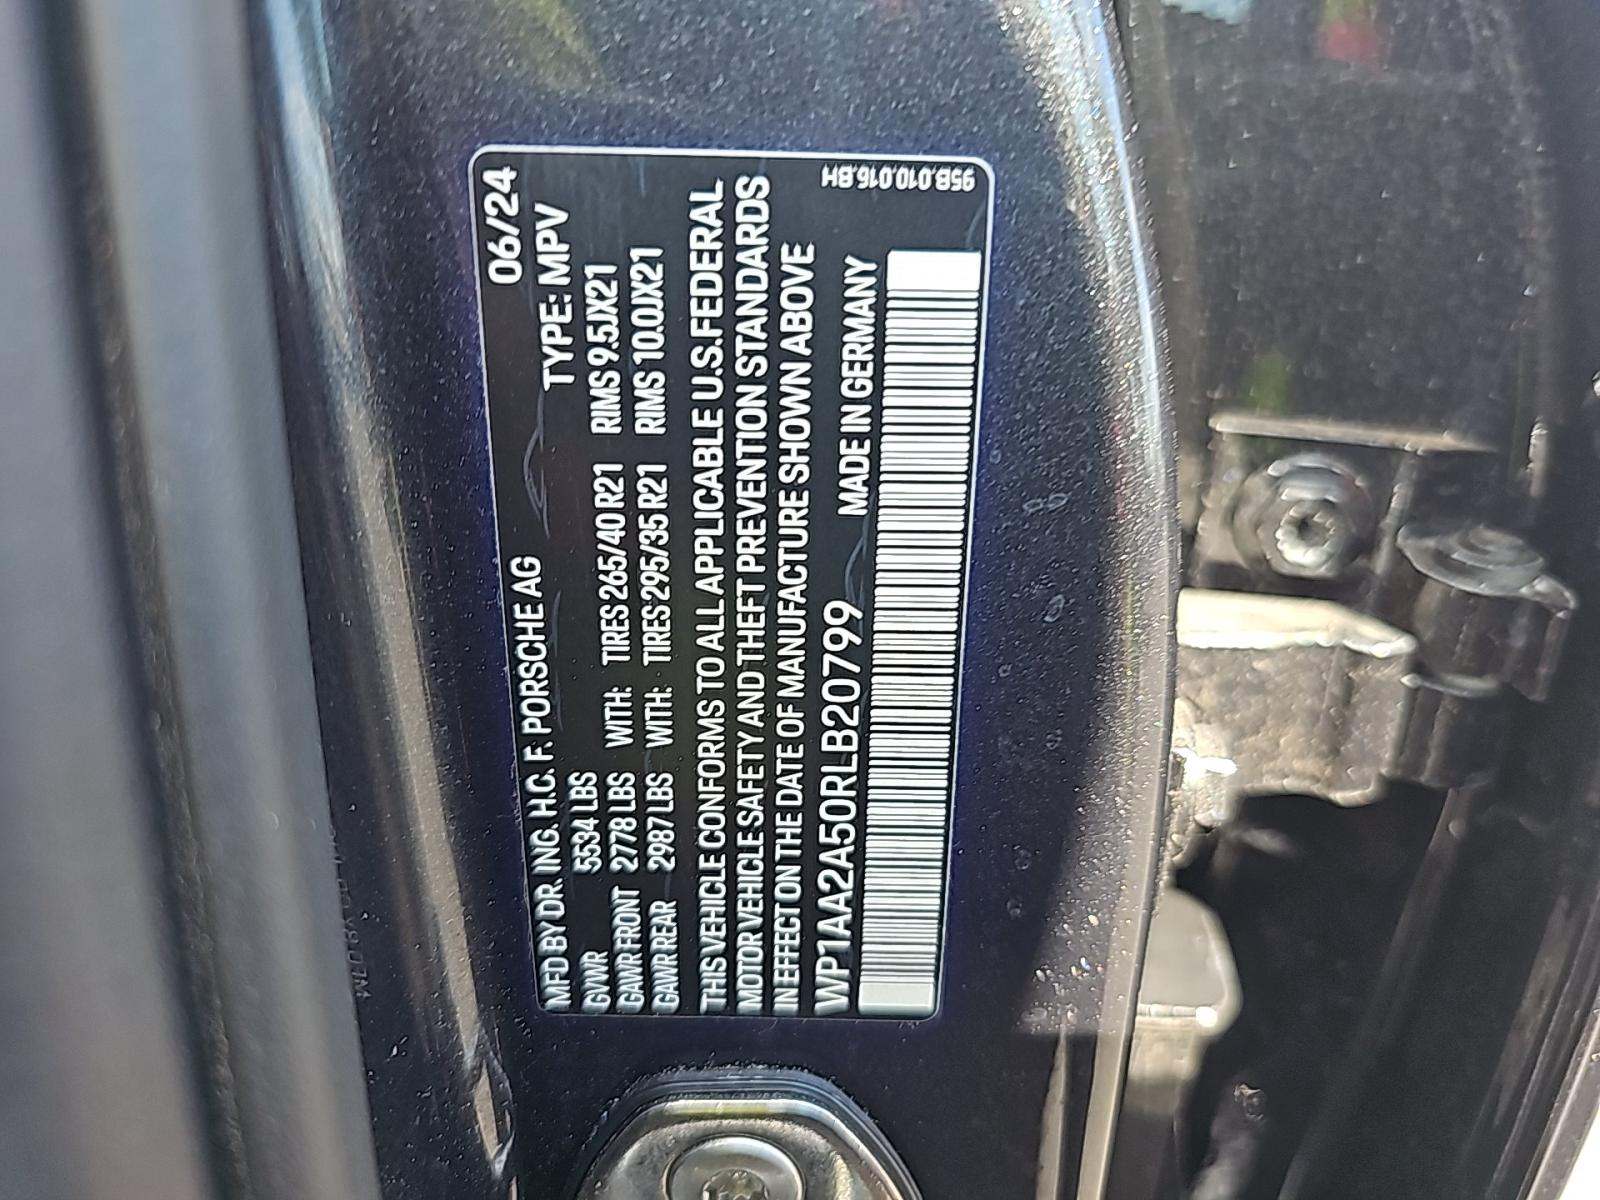 MFD BY DR. ING. H.C. F. PORSCHE AG 06/24
GVWR 5534 LBS TYPE: MPV
GAWR FRONT 2778 LBS WITH: TIRES 265/40 R21 RIMS 9.5JX21
GAWR REAR 2987 LBS WITH: TIRES 295/35 R21 RIMS 10.0JX21
THIS VEHICLE CONFORMS TO ALL APPLICABLE U.S. FEDERAL
MOTOR VEHICLE SAFETY AND THEFT PREVENTION STANDARDS
IN EFFECT ON THE DATE OF MANUFACTURE SHOWN ABOVE
WP1AA2A50RLB20799 MADE IN GERMANY
95B.010.016.BH